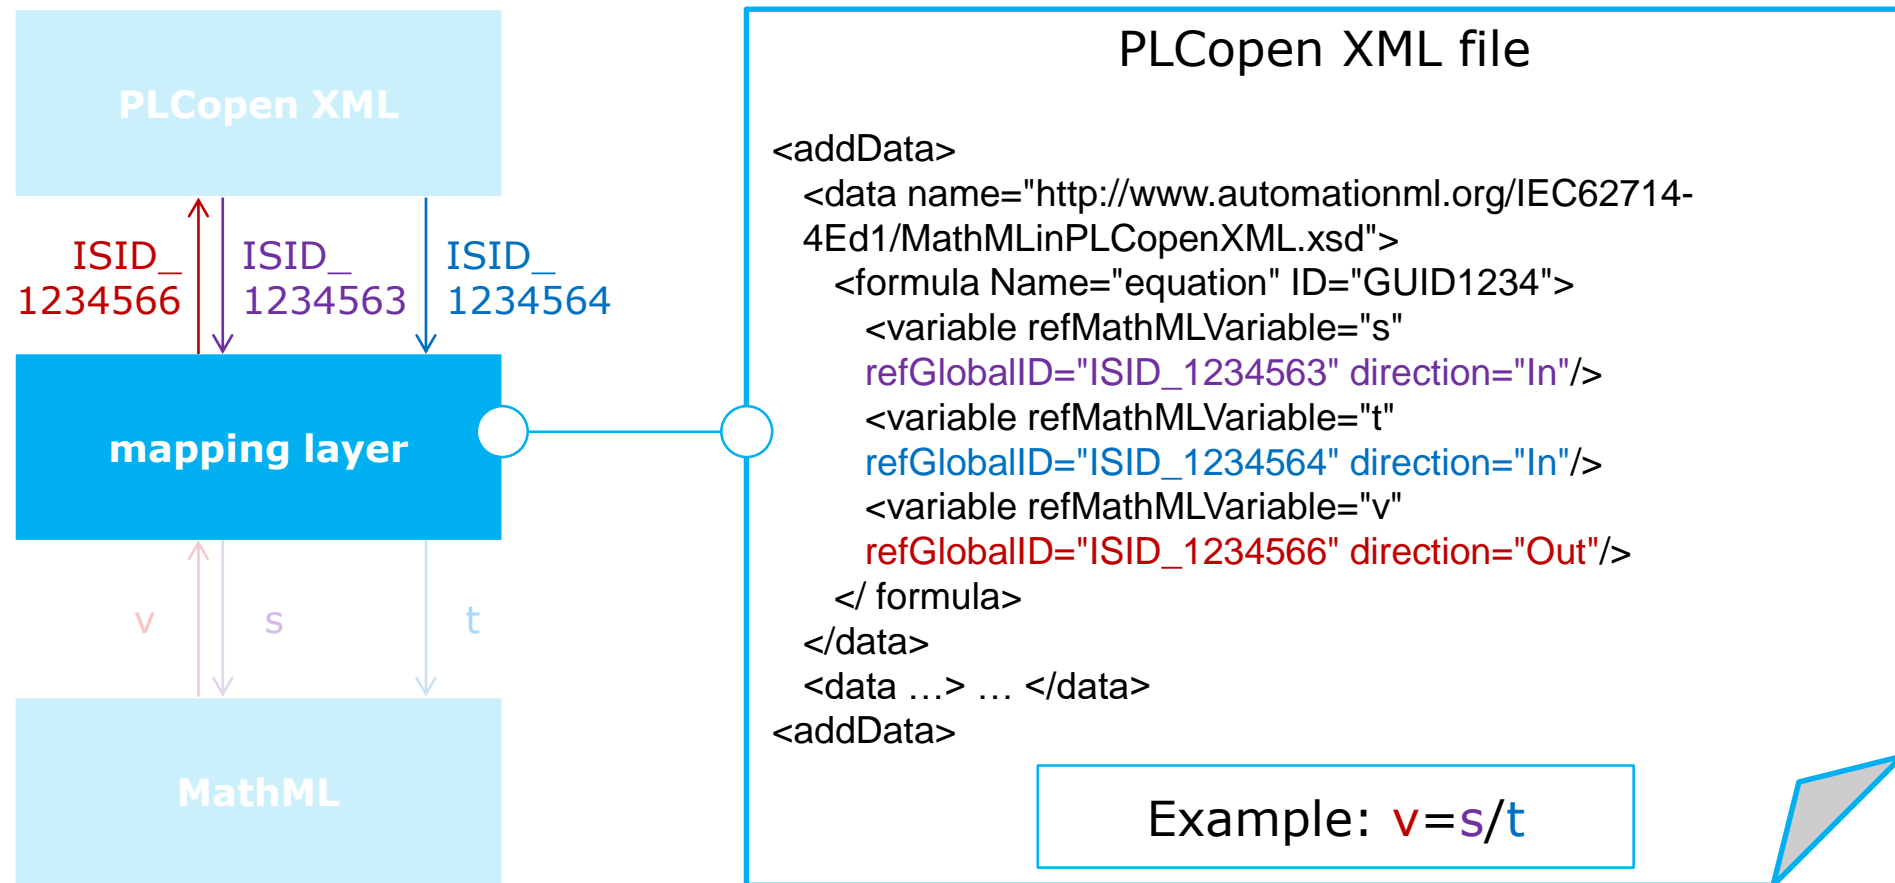 PLCopen XML
ISID_
1234566
ISID_
1234563
ISID_
1234564
mapping layer
v
s
t
MathML
PLCopen XML file
<addData>
<data name="http://www.automationml.org/IEC62714-
4Ed1/MathMLinPLCopenXML.xsd">
<formula Name="equation" ID="GUID1234">
<variable refMathMLVariable="s"
refGlobalID="ISID_1234563" direction="In"/>
<variable refMathMLVariable="t"
refGlobalID="ISID_1234564" direction="In"/>
<variable refMathMLVariable="v"
refGlobalID="ISID_1234566" direction="Out"/>
</ formula>
</data>
<data …> … </data>
<addData>
Example: v=s/t